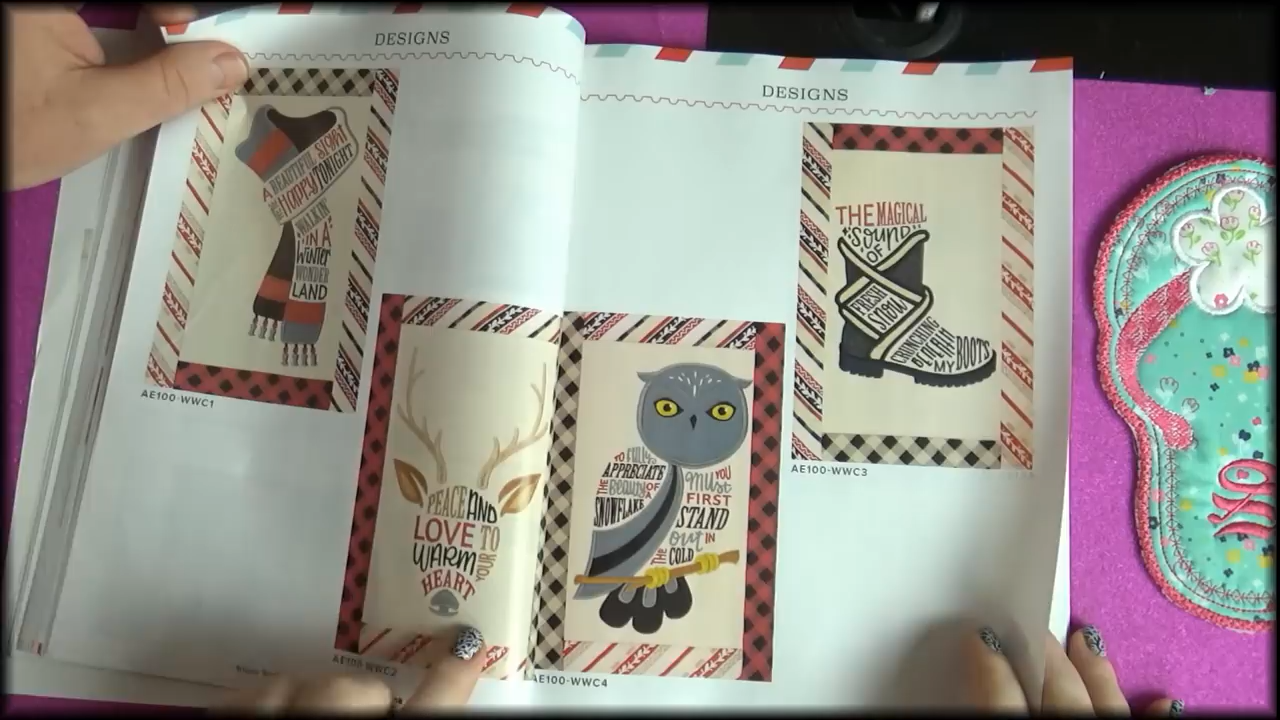 DESIGNS
A BEAUTIFUL SIGHT
HAPPY TONIGHT
WALKIN'
IN A
WINTER
WONDER
LAND
AE100-WWC1
PEACE AND
LOVE TO
WARM YOUR
HEART
AE100-WWC2
DESIGNS
THE MAGICAL
"SOUND"
OF
FRESH
SNOW
CRUNCHING
BENEATH
MY BOOTS
AE100-WWC3
TO FULLY
APPRECIATE
THE Beauty OF A
SNOWFLAKE
YOU
must
FIRST
STAND
out IN
THE COLD
AE100-WWC4